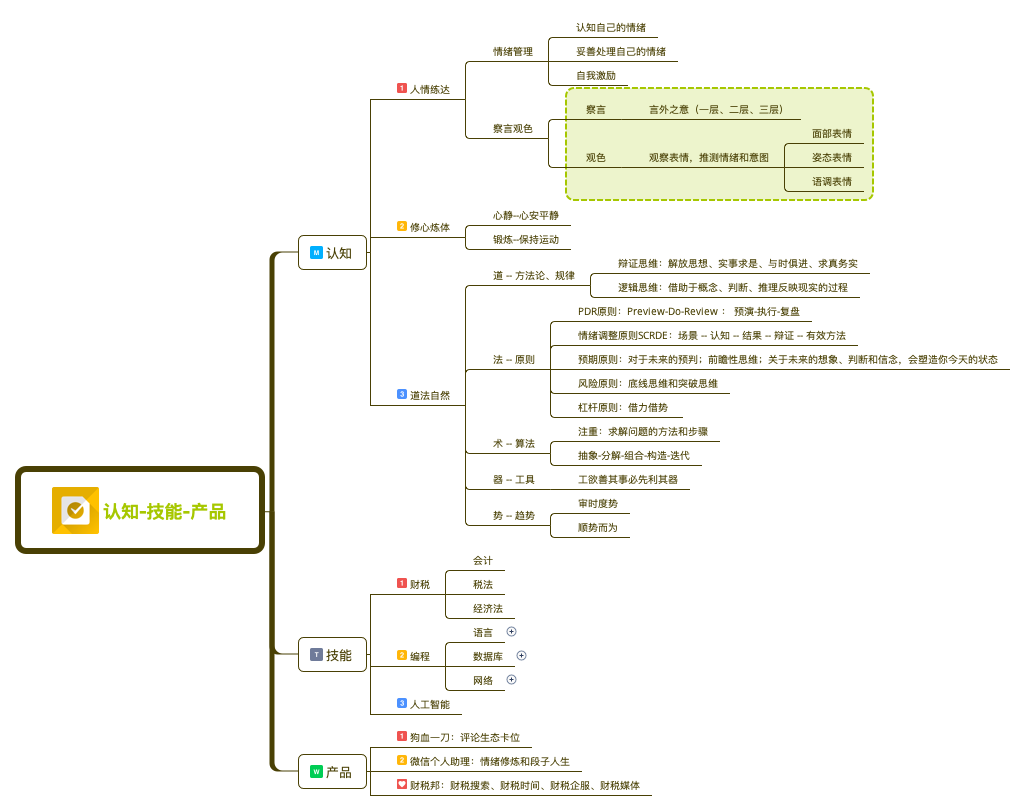 认知-技能-产品
M 认知
1 人情练达
情绪管理
认知自己的情绪
妥善处理自己的情绪
自我激励
察言观色
察言
言外之意（一层、二层、三层）
观色
观察表情，推测情绪和意图
面部表情
姿态表情
语调表情
2 修心炼体
心静--心安平静
锻炼--保持运动
3 道法自然
道 -- 方法论、规律
辩证思维：解放思想、实事求是、与时俱进、求真务实
逻辑思维：借助于概念、判断、推理反映现实的过程
法 -- 原则
PDR原则：Preview-Do-Review ： 预演-执行-复盘
情绪调整原则SCRDE：场景 -- 认知 -- 结果 -- 辩证 -- 有效方法
预期原则：对于未来的预判；前瞻性思维；关于未来的想象、判断和信念，会塑造你今天的状态
风险原则：底线思维和突破思维
杠杆原则：借力借势
术 -- 算法
注重：求解问题的方法和步骤
抽象-分解-组合-构造-迭代
器 -- 工具
工欲善其事必先利其器
势 -- 趋势
审时度势
顺势而为
T 技能
1 财税
会计
税法
经济法
2 编程
语言
数据库
网络
3 人工智能
W 产品
1 狗血一刀：评论生态卡位
2 微信个人助理：情绪修炼和段子人生
财税邦：财税搜索、财税时间、财税企服、财税媒体